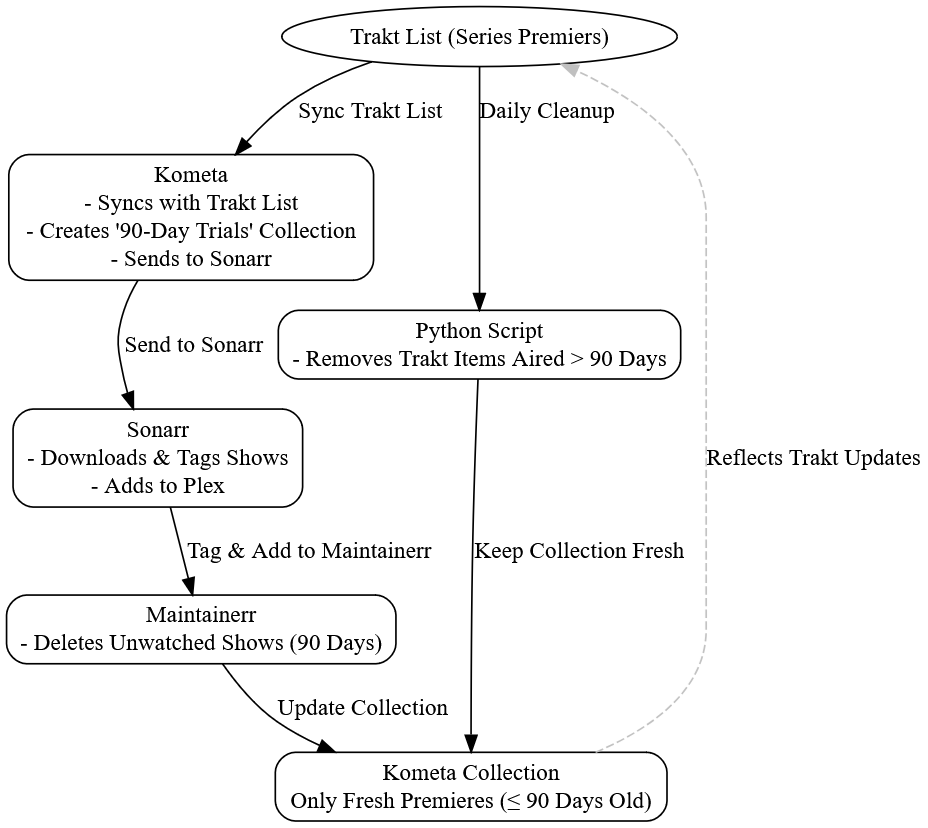 Trakt List (Series Premiers)
Sync Trakt List
Daily Cleanup
Kometa
- Syncs with Trakt List
- Creates '90-Day Trials' Collection
- Sends to Sonarr
Send to Sonarr
Python Script
- Removes Trakt Items Aired > 90 Days
Sonarr
- Downloads & Tags Shows
- Adds to Plex
Reflects Trakt Updates
Tag & Add to Maintainerr
Keep Collection Fresh
Maintainerr
- Deletes Unwatched Shows (90 Days)
Update Collection
Kometa Collection
Only Fresh Premieres (≤ 90 Days Old)